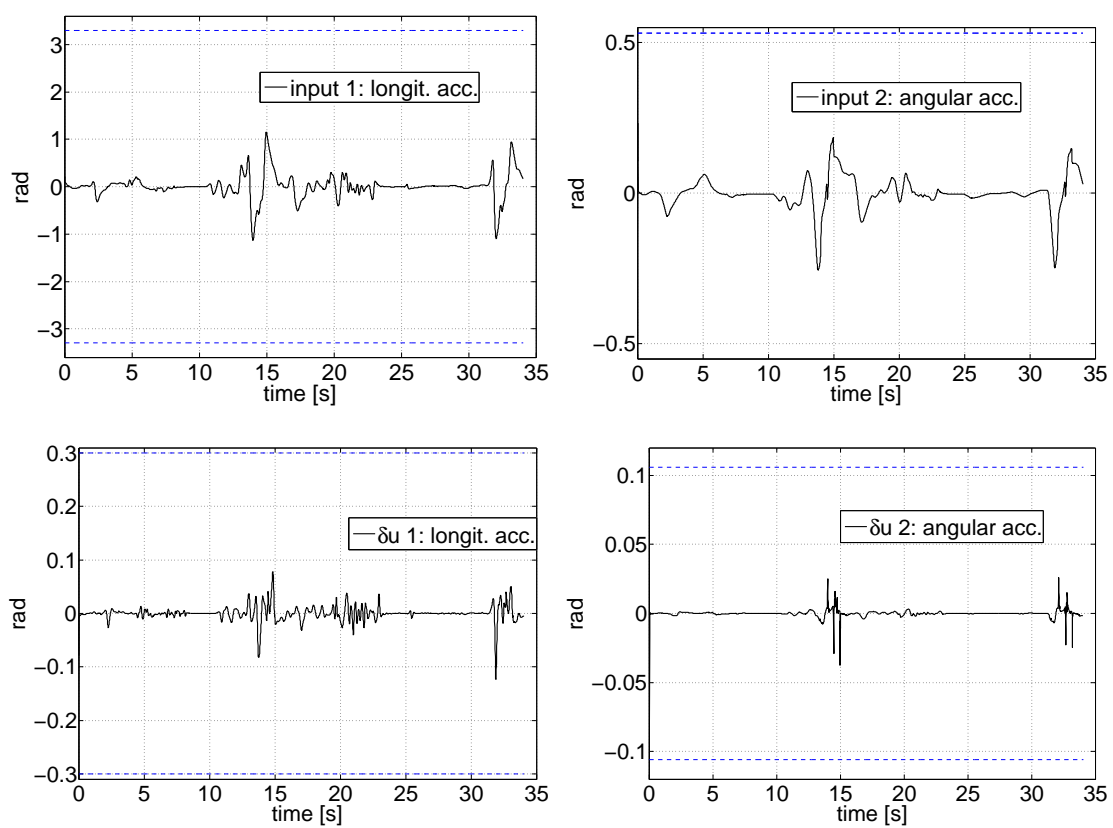 3
2
1
0
−1
−2
−3
rad
input 1: longit. acc.
0 5 10 15 20 25 30 35
time [s]
0.5
0
−0.5
rad
input 2: angular acc.
0 5 10 15 20 25 30 35
time [s]
0.3
0.2
0.1
0
−0.1
−0.2
−0.3
rad
δu 1: longit. acc.
0 5 10 15 20 25 30 35
time [s]
0.1
0.05
0
−0.05
−0.1
rad
δu 2: angular acc.
0 5 10 15 20 25 30 35
time [s]